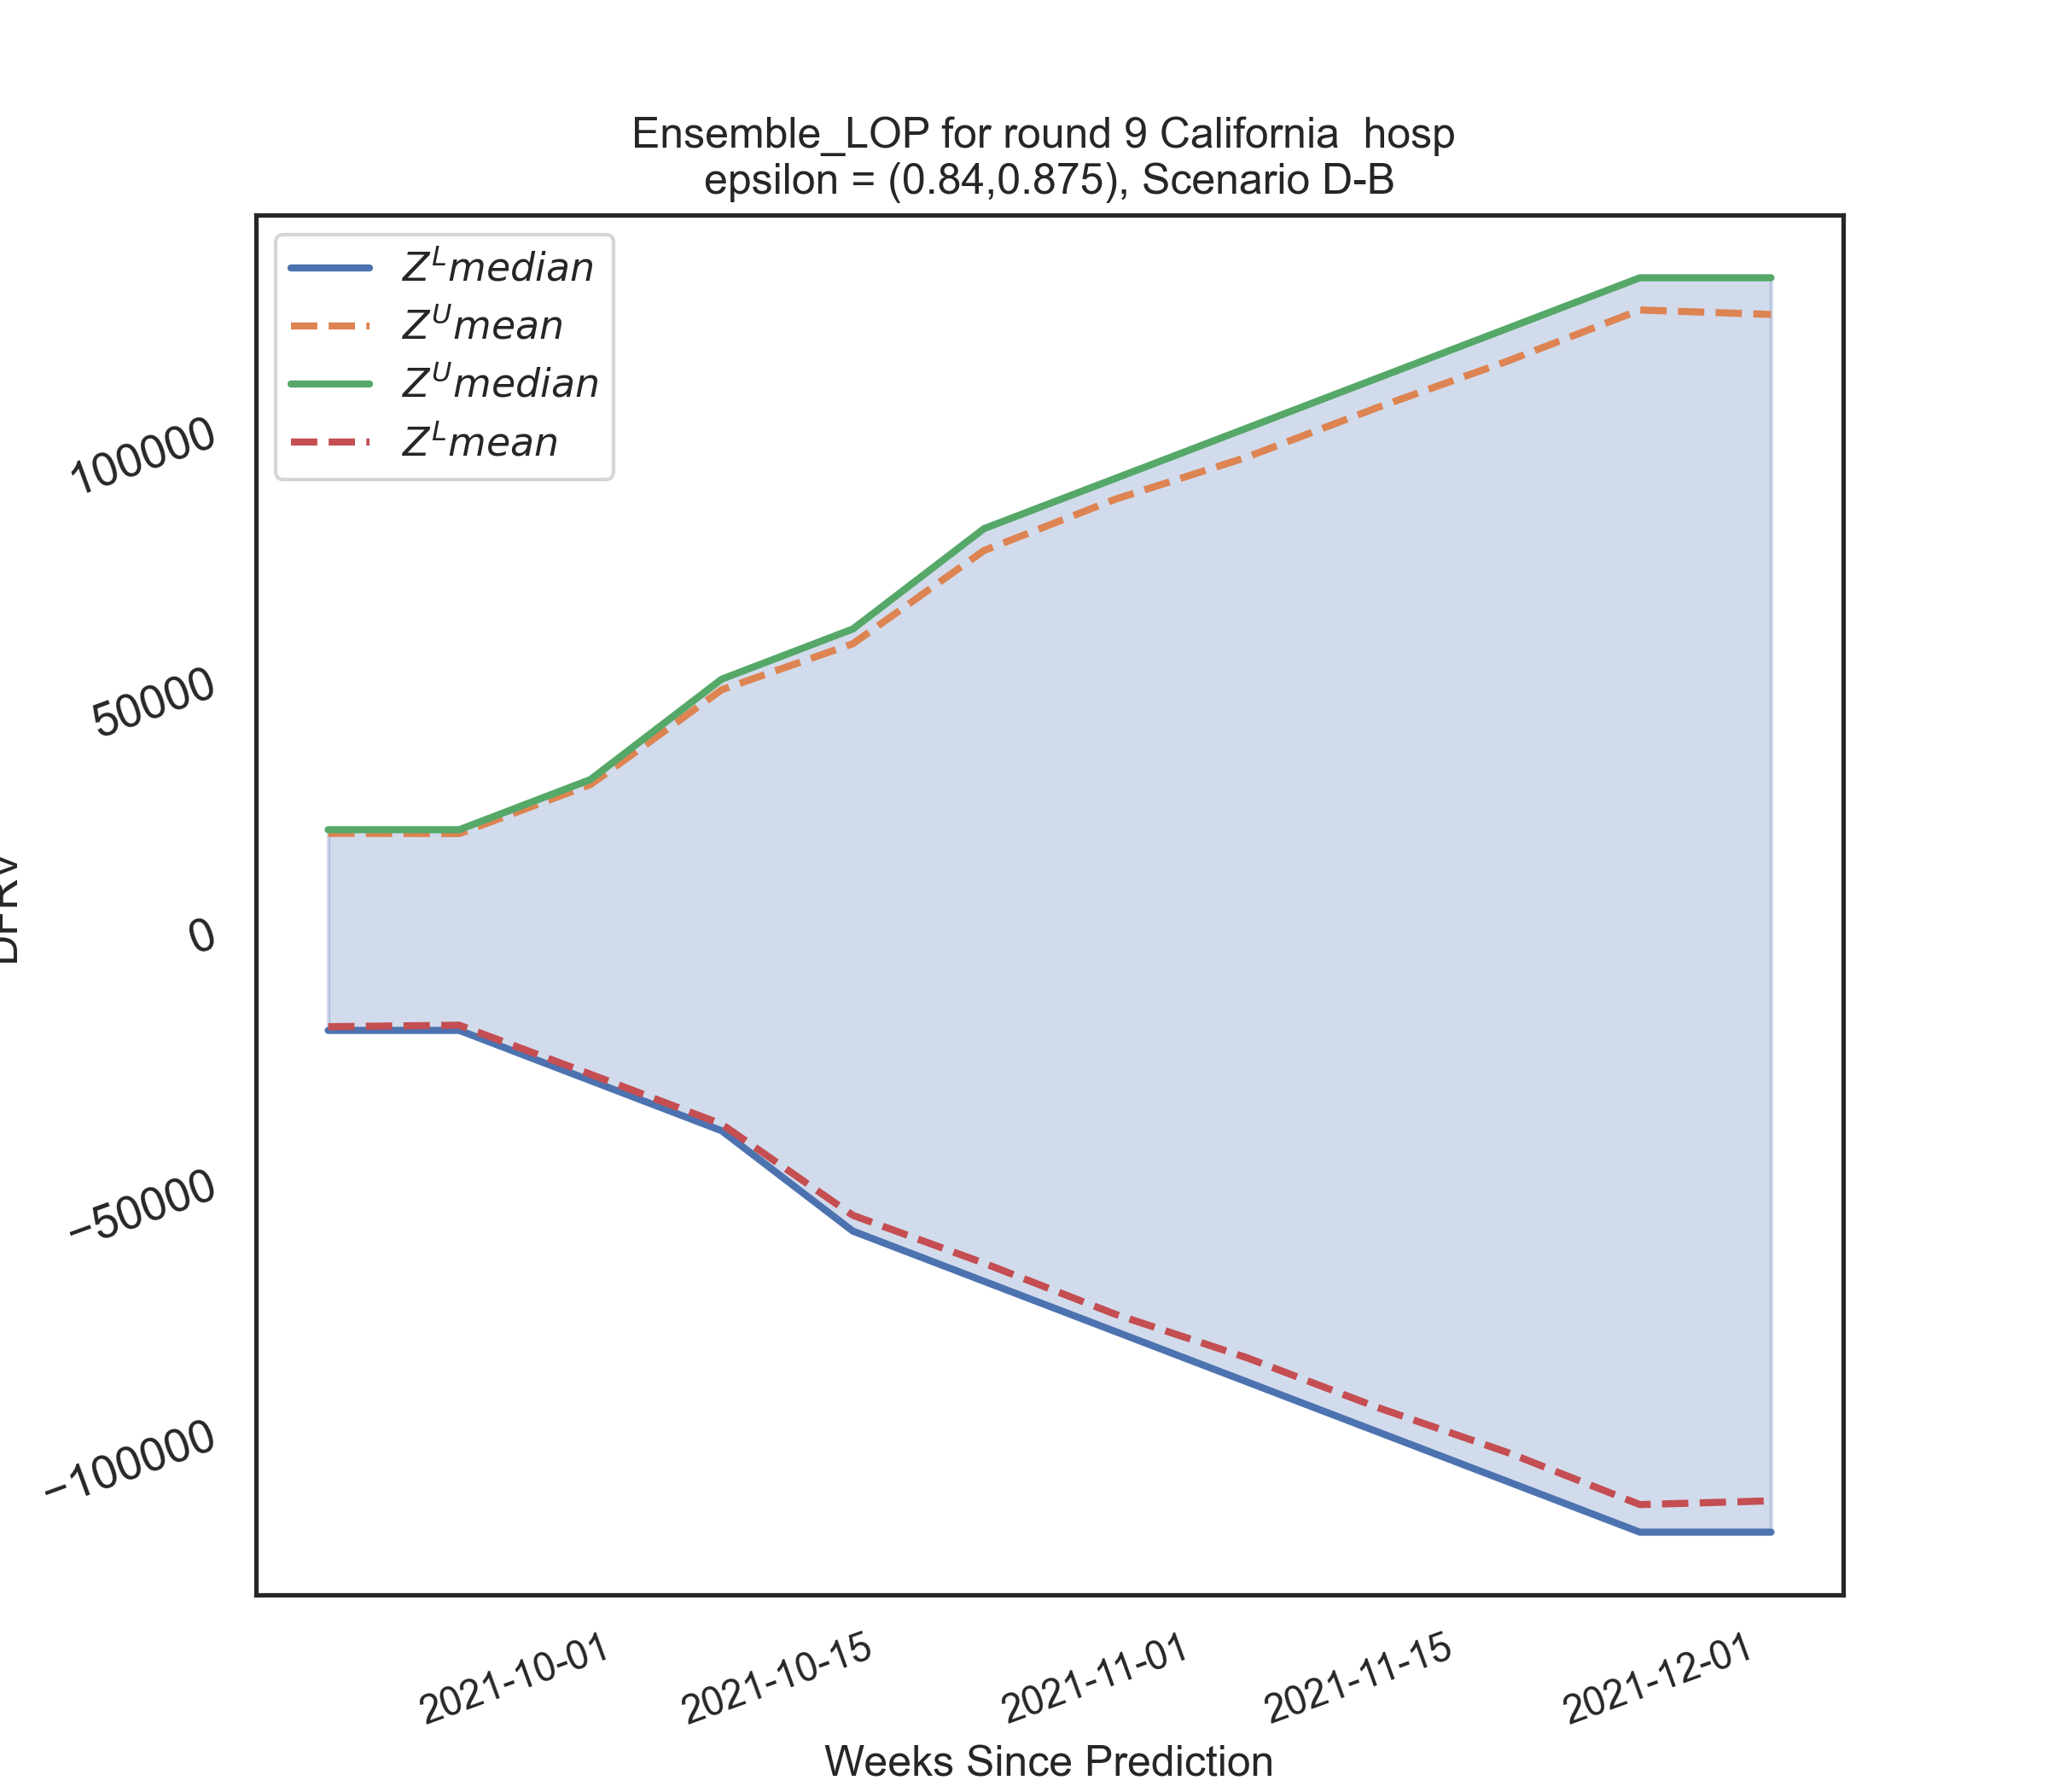 Ensemble_LOP for round 9 California  hosp
epsilon = (0.84,0.875), Scenario D-B
Z^L median
Z^U mean
Z^U median
Z^L mean
100000
50000
0
−50000
−100000
2021-10-01
2021-10-15
2021-11-01
2021-11-15
2021-12-01
Weeks Since Prediction